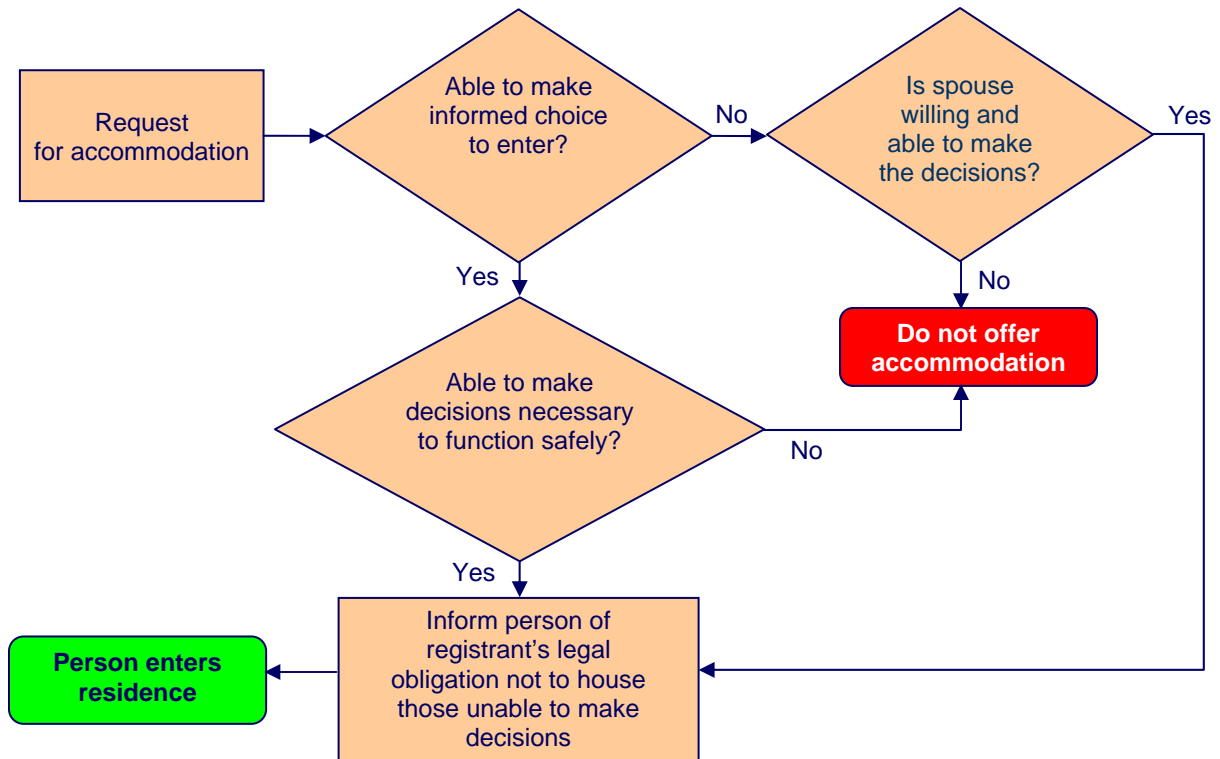 Request
for accommodation
Able to make
informed choice
to enter?
No
Is spouse
willing and
able to make
the decisions?
Yes
Yes
No
Do not offer
accommodation
Able to make
decisions necessary
to function safely?
No
Yes
Inform person of
registrant’s legal
obligation not to house
those unable to make
decisions
Person enters
residence